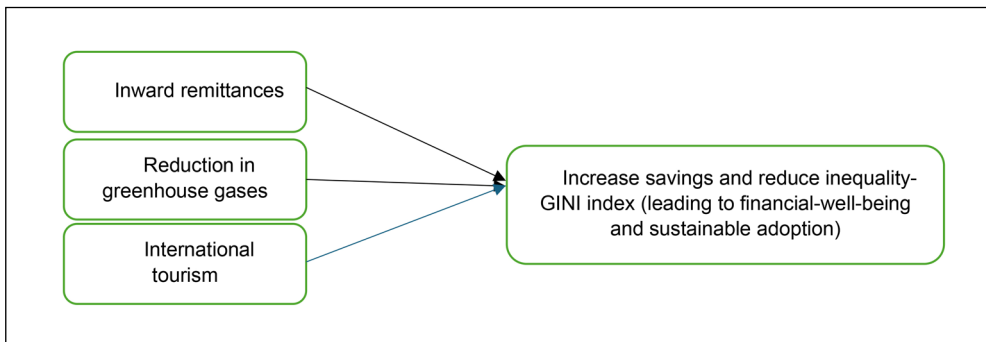 Inward remittances
Reduction in
greenhouse gases
International
tourism
Increase savings and reduce inequality-
GINI index (leading to financial-well-being
and sustainable adoption)